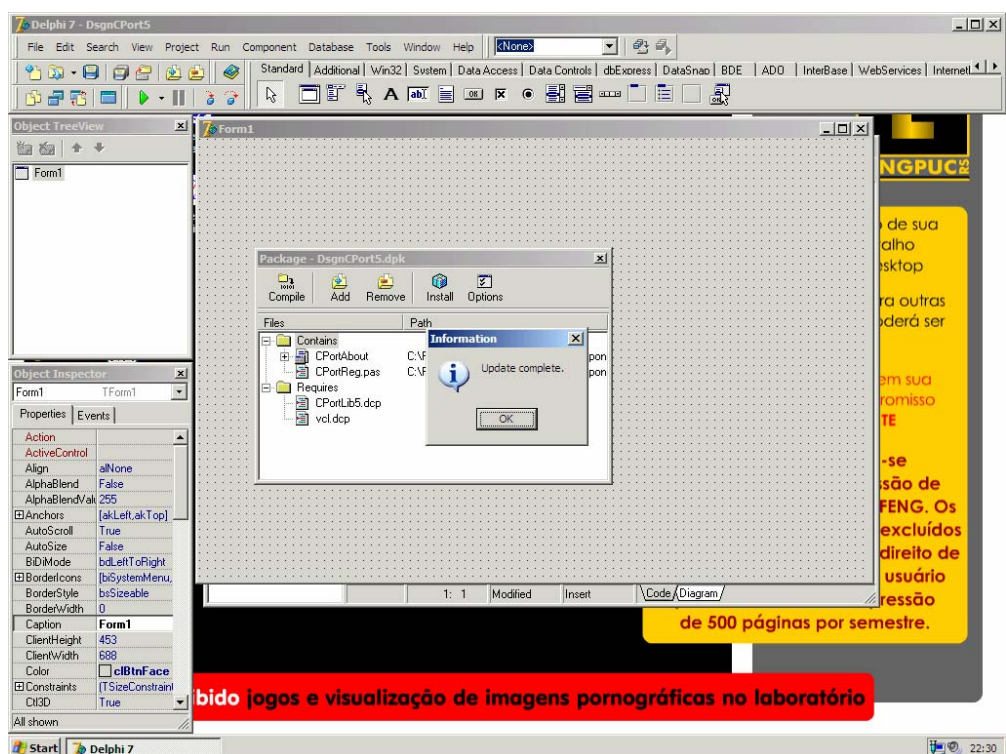 Delphi 7 - DsgnCPort5
File Edit Search View Project Run Component Database Tools Window Help <None>
Standard Additional Win32 System Data Access Data Controls dbExpress DataSnap BDE ADO InterBase WebServices
Object TreeView
Form1
Form1
NGPUCRS
de sua
alho
esktop
ra outras
oderá ser
em sua
romisso
TE
-se
são de
FENG. Os
excluídos
direito de
usuário
ressão
de 500 páginas por semestre.
Package - DsgnCPort5.dpk
Compile Add Remove Install Options
Files Path
Contains
CPortAbout C:\F pon
CPortReg.pas C:\F pon
Requires
CPortLib5.dcp
vcl.dcp
Information
Update complete.
OK
Object Inspector
Form1 TForm1
Properties Events
Action
ActiveControl
Align alNone
AlphaBlend False
AlphaBlendVal 255
Anchors [akLeft,akTop]
AutoScroll True
AutoSize False
BiDiMode bdLeftToRight
BorderIcons [biSystemMenu,
BorderStyle bsSizeable
BorderWidth 0
Caption Form1
ClientHeight 453
ClientWidth 688
Color clBtnFace
Constraints (TSizeConstraint
Ctl3D True
All shown
1: 1 Modified Insert Code Diagram
ibido jogos e visualização de imagens pornográficas no laboratório
Start Delphi 7 22:30